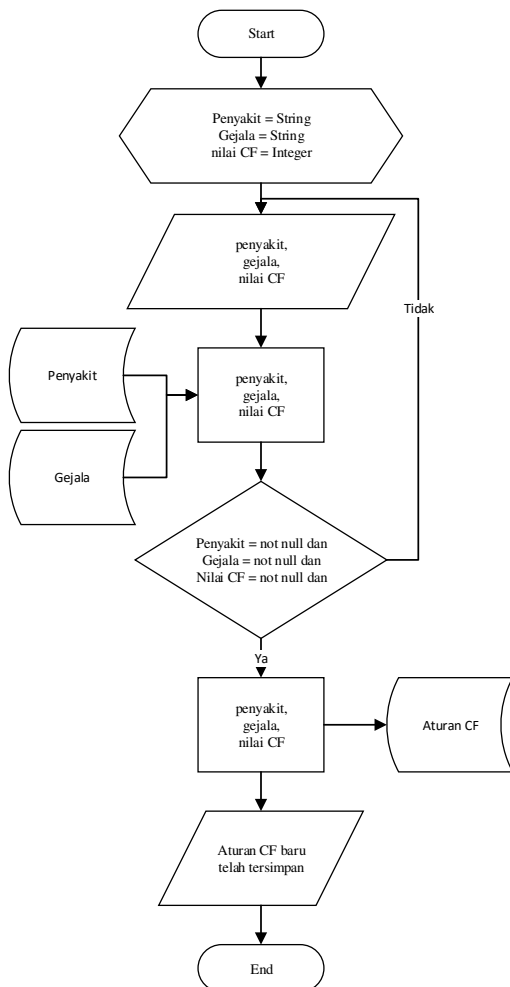 Start
Penyakit = String
Gejala = String
nilai CF = Integer
penyakit,
gejala,
nilai CF
Tidak
Penyakit
penyakit,
gejala,
nilai CF
Gejala
Penyakit = not null dan
Gejala = not null dan
Nilai CF = not null dan
Ya
penyakit,
gejala,
nilai CF
Aturan CF
Aturan CF baru
telah tersimpan
End